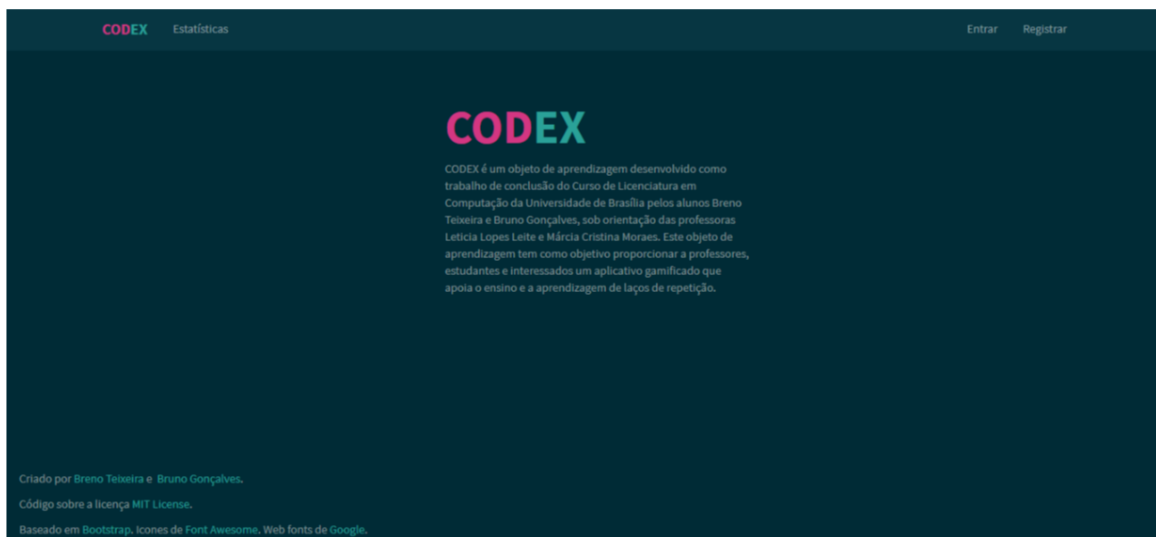 CODEX Estatísticas Entrar Registrar
CODEX
CODEX é um objeto de aprendizagem desenvolvido como
trabalho de conclusão do Curso de Licenciatura em
Computação da Universidade de Brasília pelos alunos Breno
Teixeira e Bruno Gonçalves, sob orientação das professoras
Leticia Lopes Leite e Márcia Cristina Moraes. Este objeto de
aprendizagem tem como objetivo proporcionar a professores,
estudantes e interessados um aplicativo gamificado que
apoia o ensino e a aprendizagem de laços de repetição.
Criado por Breno Teixeira e Bruno Gonçalves.
Código sobre a licença MIT License.
Baseado em Bootstrap. Icones de Font Awesome. Web fonts de Google.